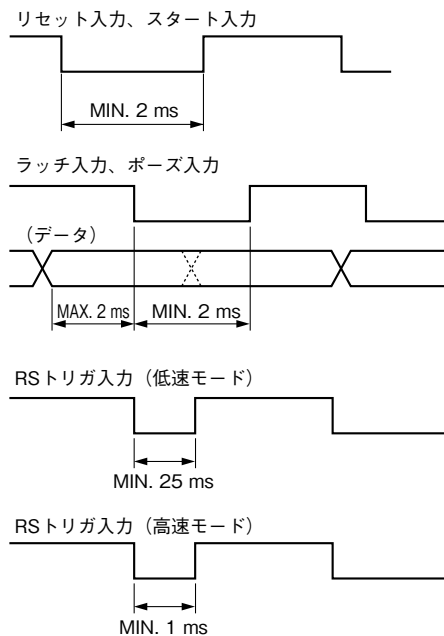 リセット入力、スタート入力
MIN. 2 ms
ラッチ入力、ポーズ入力
(データ)
MAX. 2 ms
MIN. 2 ms
RSトリガ入力（低速モード）
MIN. 25 ms
RSトリガ入力（高速モード）
MIN. 1 ms